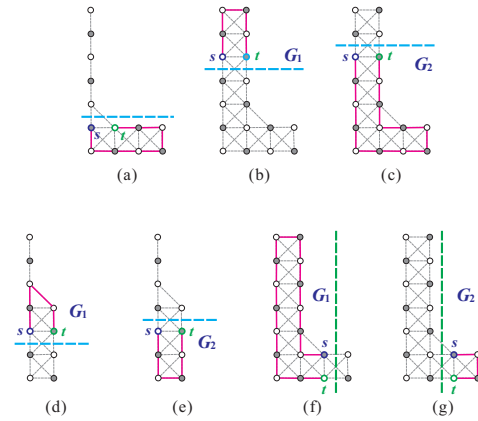 s t
(a)
s t G1
(b)
s t G2
(c)
s t G1
(d)
s t G2
(e)
G1 s t
(f)
G2 s t
(g)